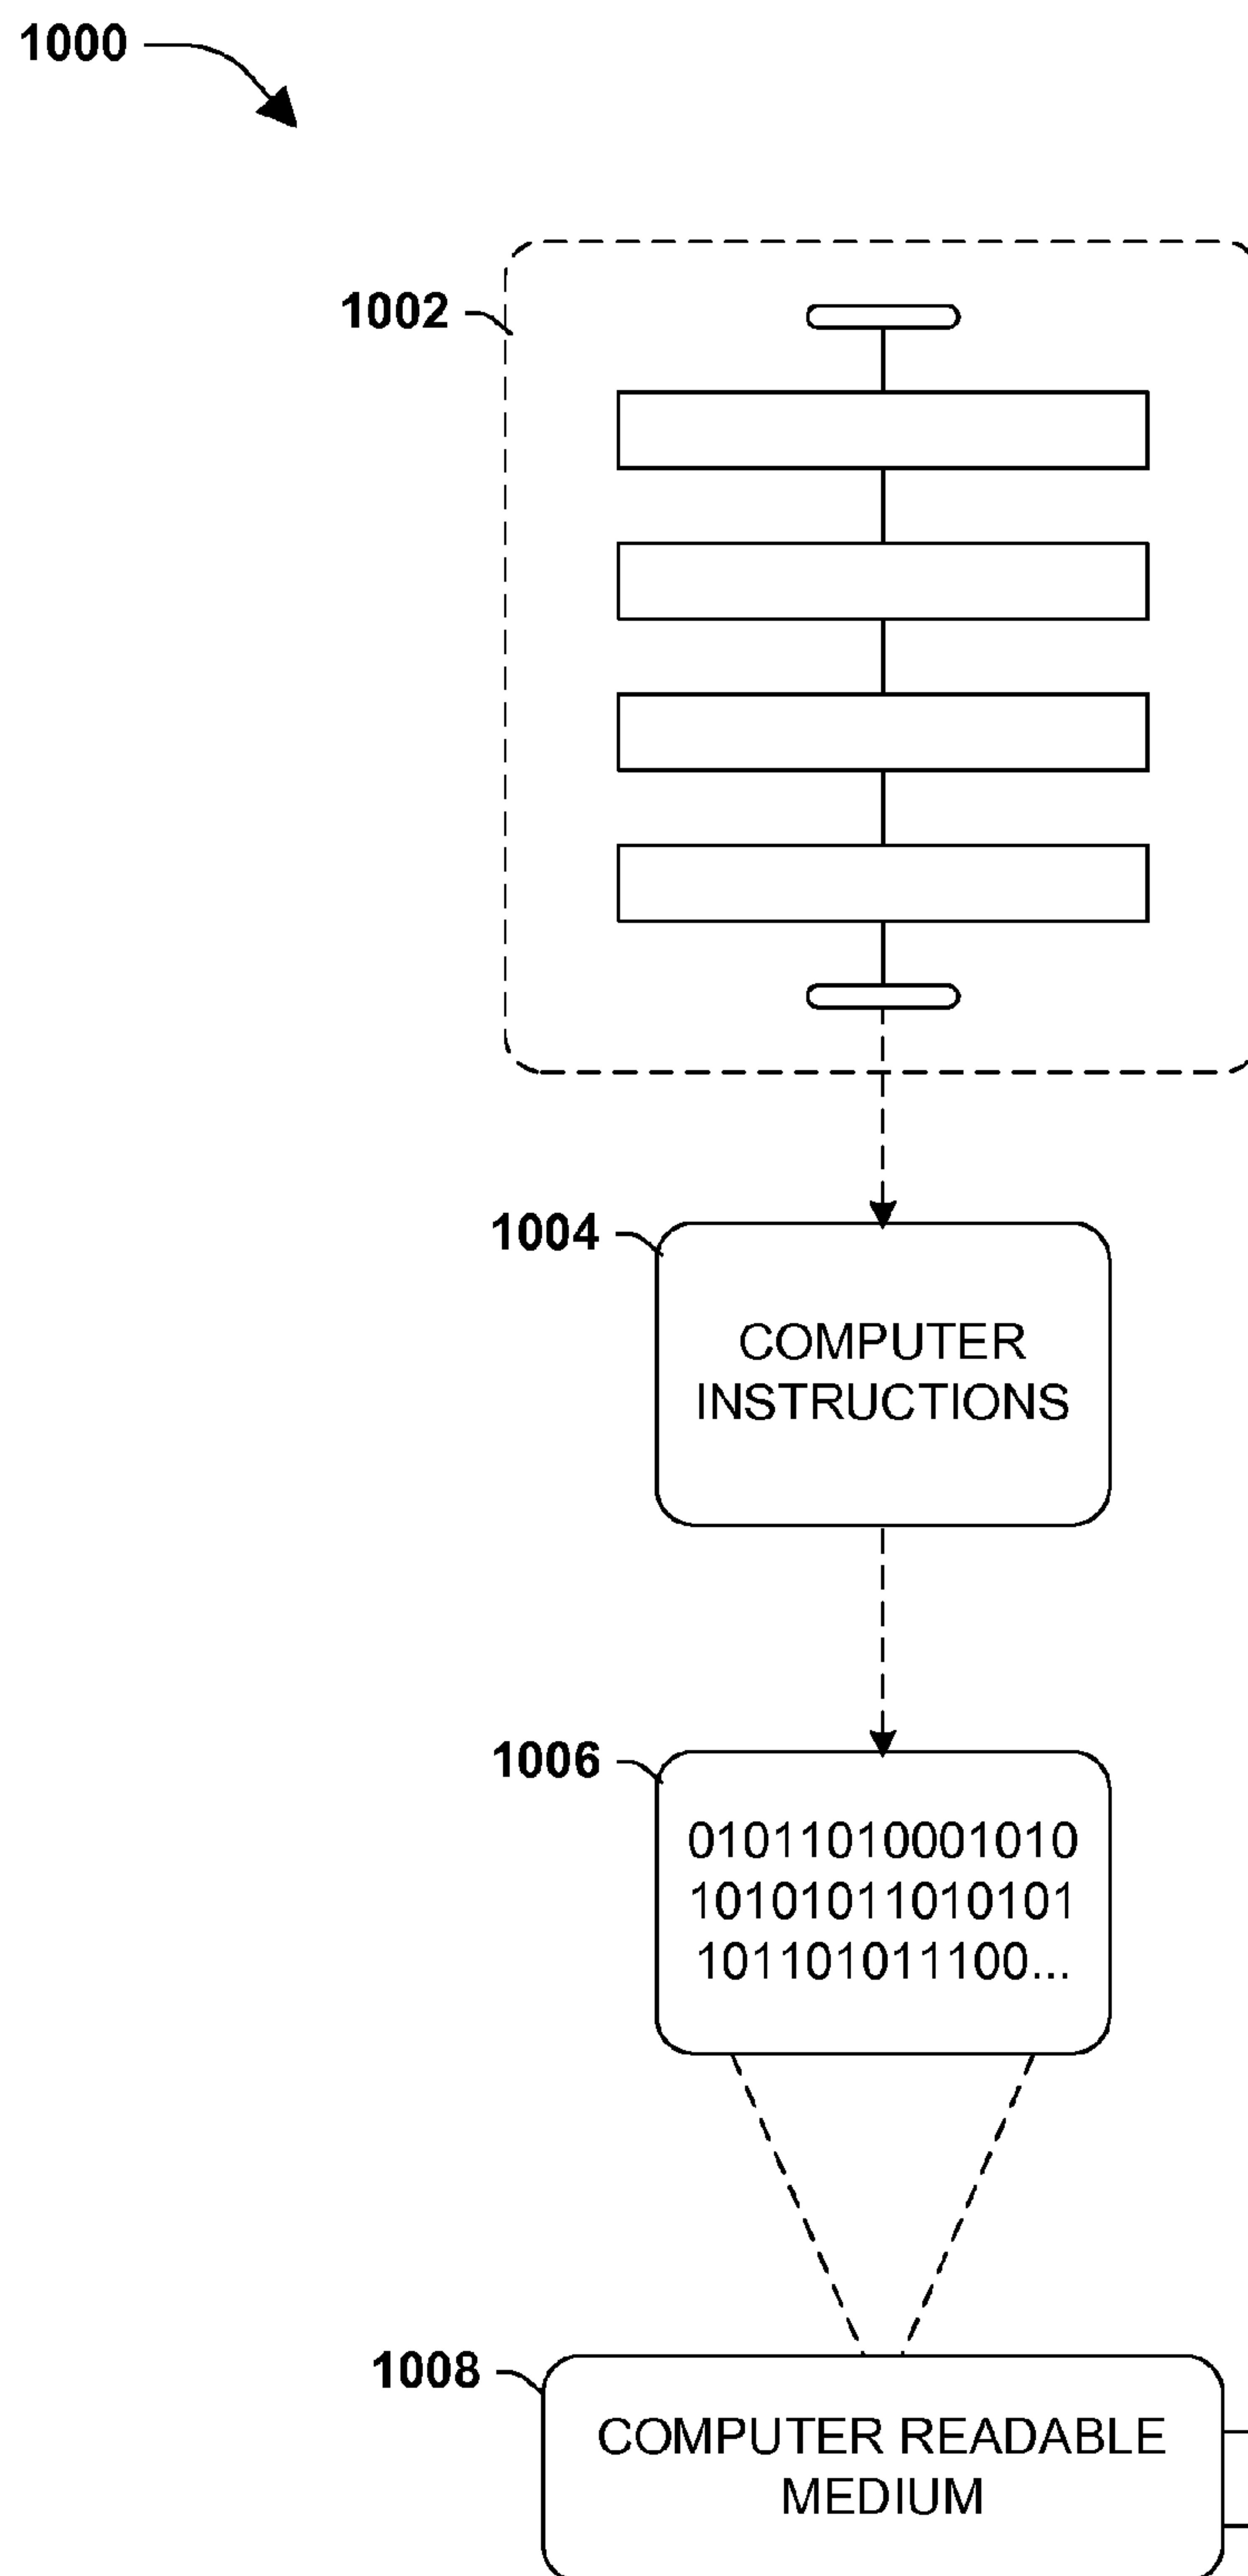 1000
1002
1004
COMPUTER
INSTRUCTIONS
1006
01011010001010
10101011010101
101101011100...
1008
COMPUTER READABLE
MEDIUM